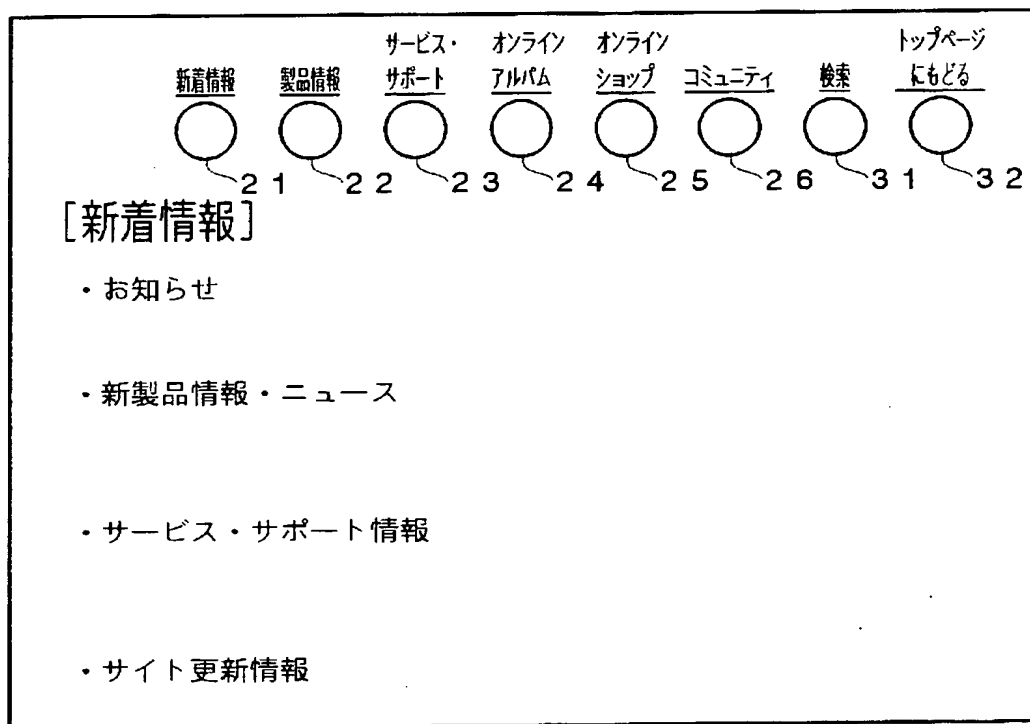 サービス・ オンライン オンライン トップページ
新着情報 製品情報 サポート アルバム ショップ コミュニティ 検索 にもどる
21 22 23 24 25 26 31 32
[新着情報]
・お知らせ
・新製品情報・ニュース
・サービス・サポート情報
・サイト更新情報